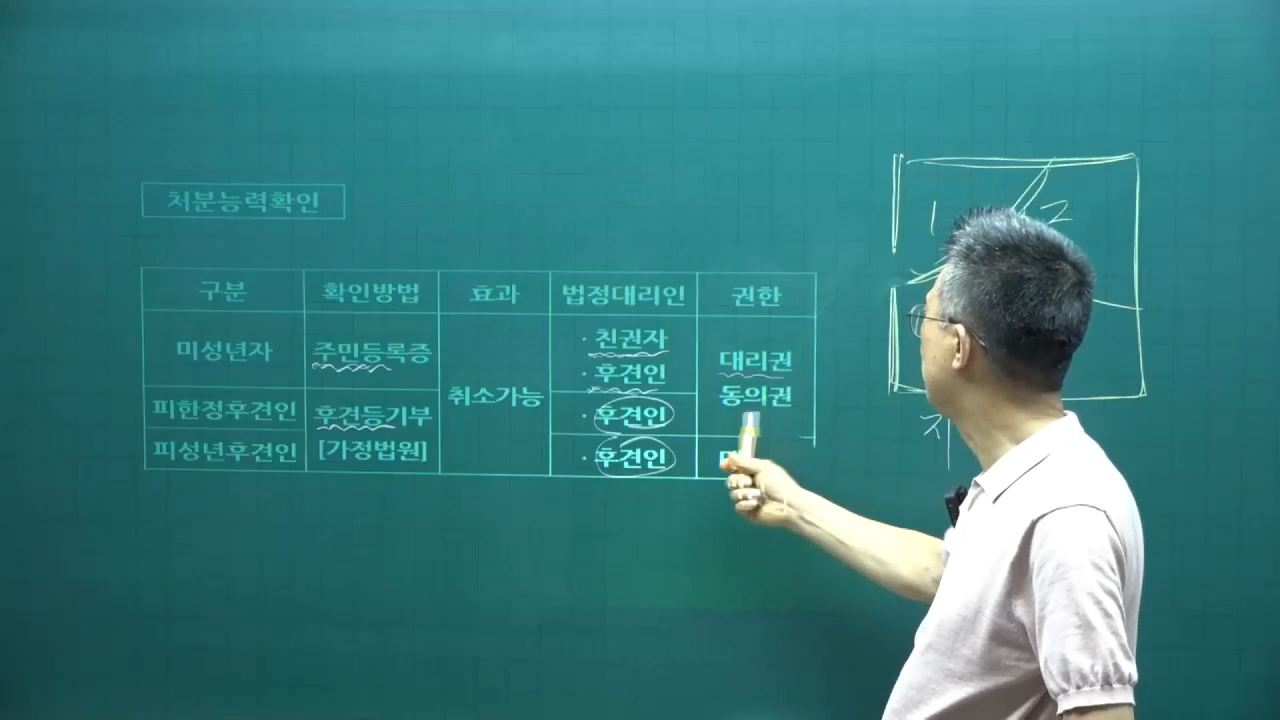 처분능력확인
구분 확인방법 효과 법정대리인 권한
미성년자 주민등록증 취소가능 · 친권자 대리권
· 후견인 동의권
피한정후견인 후견등기부 · 후견인
피성년후견인 [가정법원] · 후견인
1 2